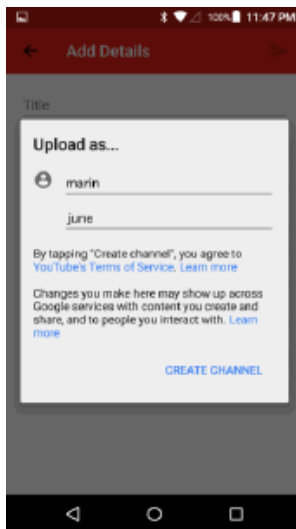 100% 11:47 PM
Add Details
Title
Upload as...
marin
june
By tapping "Create channel", you agree to
YouTube's Terms of Service. Learn more
Changes you make here may show up across
Google services with content you create and
share, and to people you interact with. Learn
more
CREATE CHANNEL